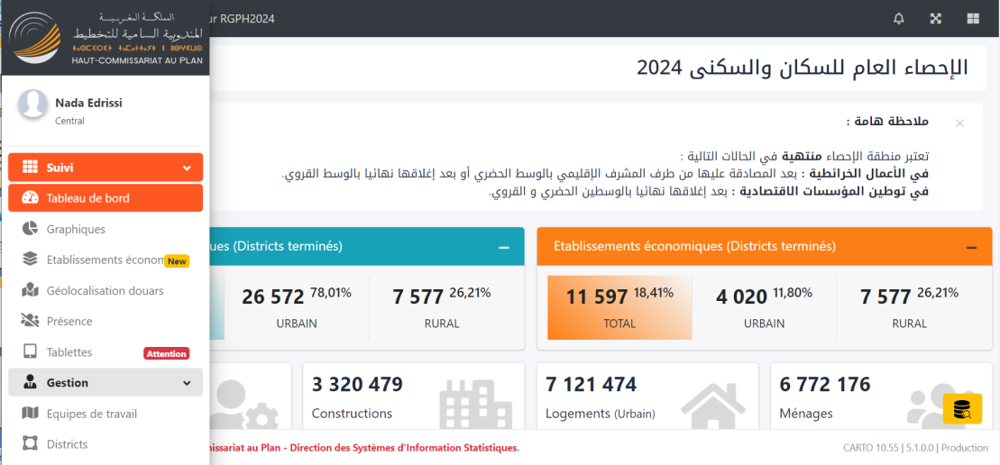 المملكة المغربية
المندوبية السامية للتخطيط
HAUT-COMMISSARIAT AU PLAN
ur RGPH2024
Nada Edrissi
Central
Suivi
Tableau de bord
Graphiques
Etablissements éconon New
Géolocalisation douars
Présence
Tablettes Attention
Gestion
Equipes de travail
Districts
الإحصاء العام للسكان والسكنى 2024
ملاحظة هامة :
×
تعتبر منطقة الإحصاء منتهية في الحالات التالية :
في الأعمال الخرائطية : بعد المصادقة عليها من طرف المشرف الإقليمي بالوسط الحضري أو بعد إغلاقها نهائيا بالوسط القروي.
في توطين المؤسسات الاقتصادية : بعد إغلاقها نهائيا بالوسطين الحضري و القروي.
ues (Districts terminés)
26 572 78,01%
URBAIN
7 577 26,21%
RURAL
Etablissements économiques (Districts terminés)
11 597 18,41%
TOTAL
4 020 11,80%
URBAIN
7 577 26,21%
RURAL
3 320 479
Constructions
7 121 474
Logements (Urbain)
6 772 176
Ménages
missariat au Plan - Direction des Systèmes d'Information Statistiques.
CARTO 10.55 | 5.1.0.0 | Production